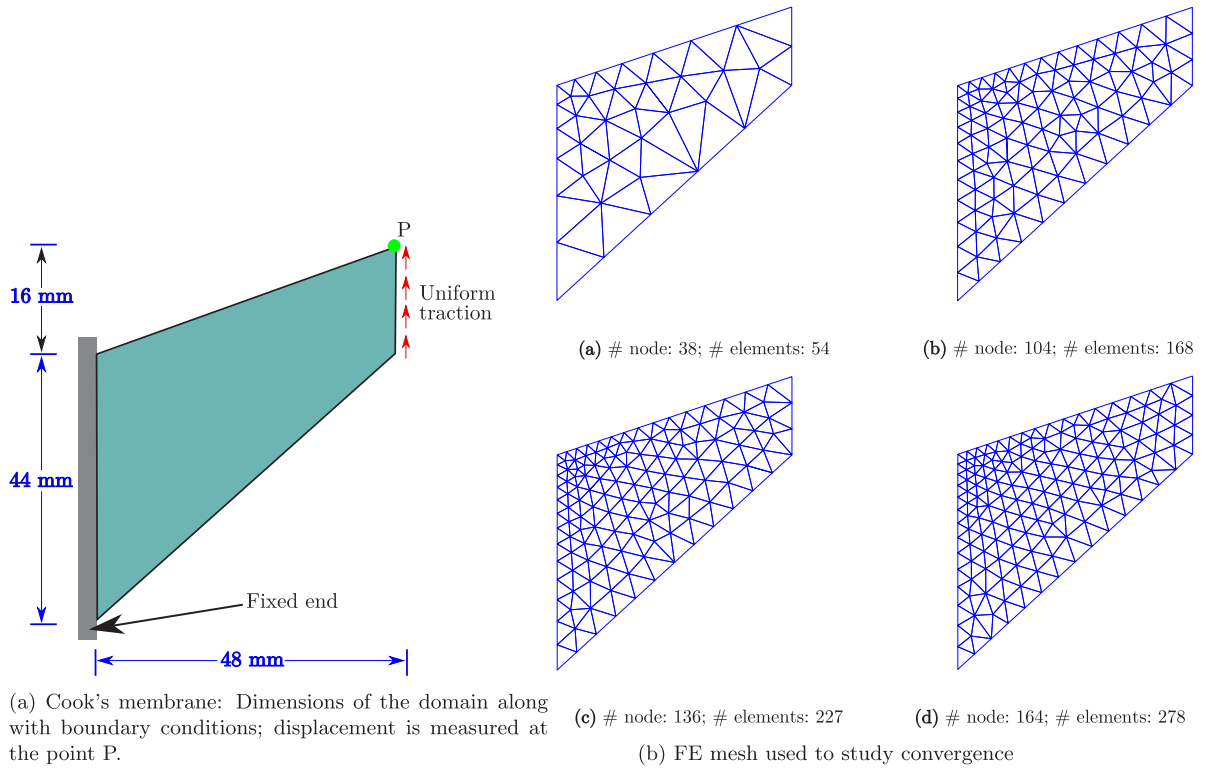 P
16 mm
Uniform
traction
44 mm
Fixed end
48 mm
(a) Cook's membrane: Dimensions of the domain along
with boundary conditions; displacement is measured at
the point P.
(a) # node: 38; # elements: 54
(b) # node: 104; # elements: 168
(c) # node: 136; # elements: 227
(d) # node: 164; # elements: 278
(b) FE mesh used to study convergence